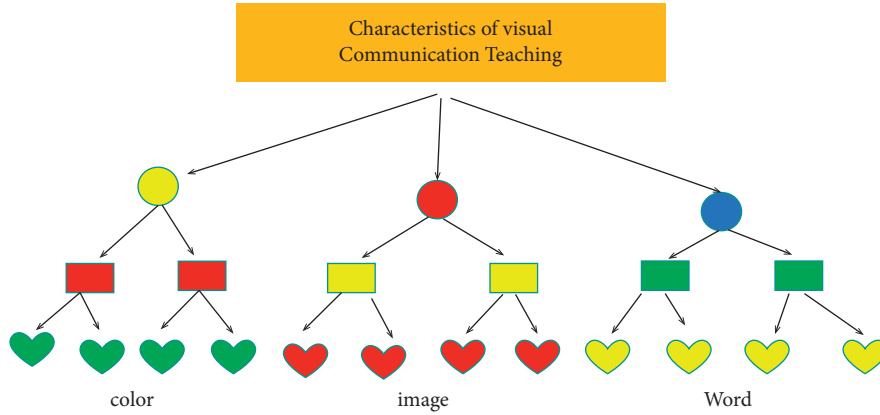 Characteristics of visual
Communication Teaching
color
image
Word